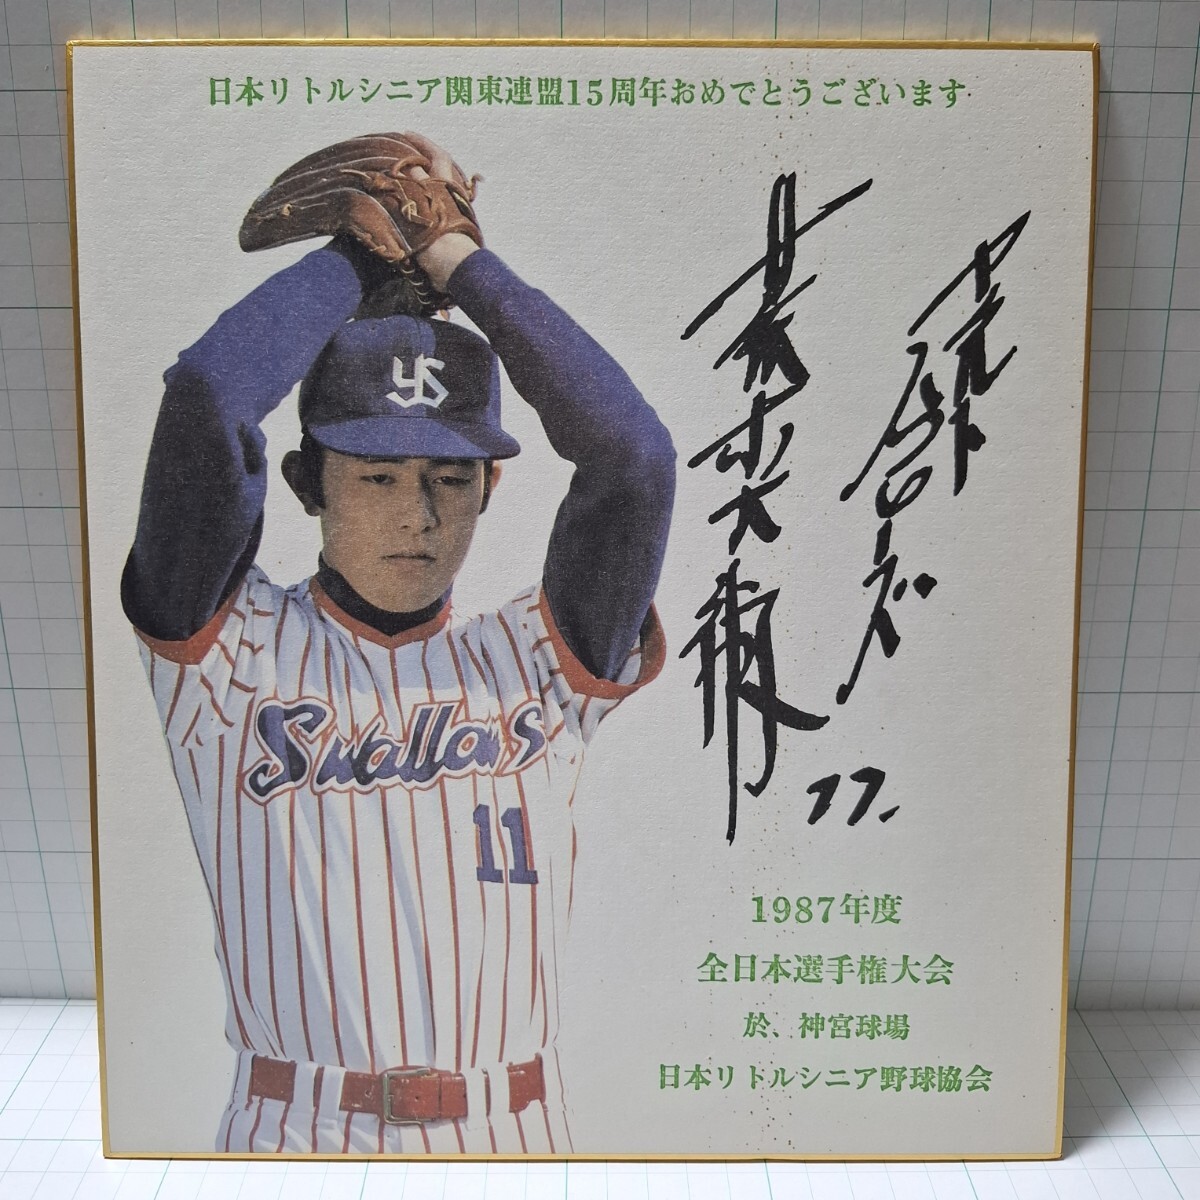 日本リトルシニア関東連盟15周年おめでとうございます
YS
Swallows
11
77.
1987年度
全日本選手権大会
於、神宮球場
日本リトルシニア野球協会